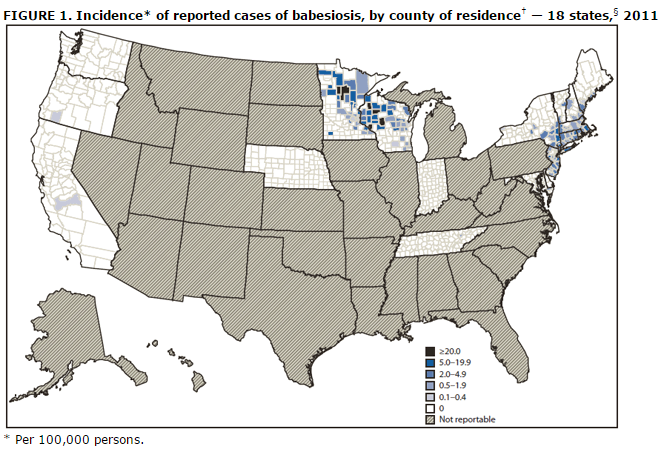 FIGURE 1. Incidence* of reported cases of babesiosis, by county of residence† — 18 states,§ 2011
≥20.0
5.0–19.9
2.0–4.9
0.5–1.9
0.1–0.4
0
Not reportable
* Per 100,000 persons.